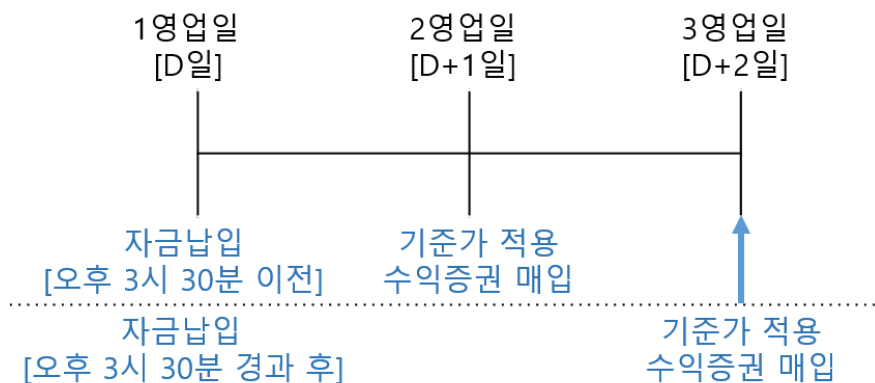 1영업일
[D일]
2영업일
[D+1일]
3영업일
[D+2일]
자금납입
[오후 3시 30분 이전]
기준가 적용
수익증권 매입
자금납입
[오후 3시 30분 경과 후]
기준가 적용
수익증권 매입